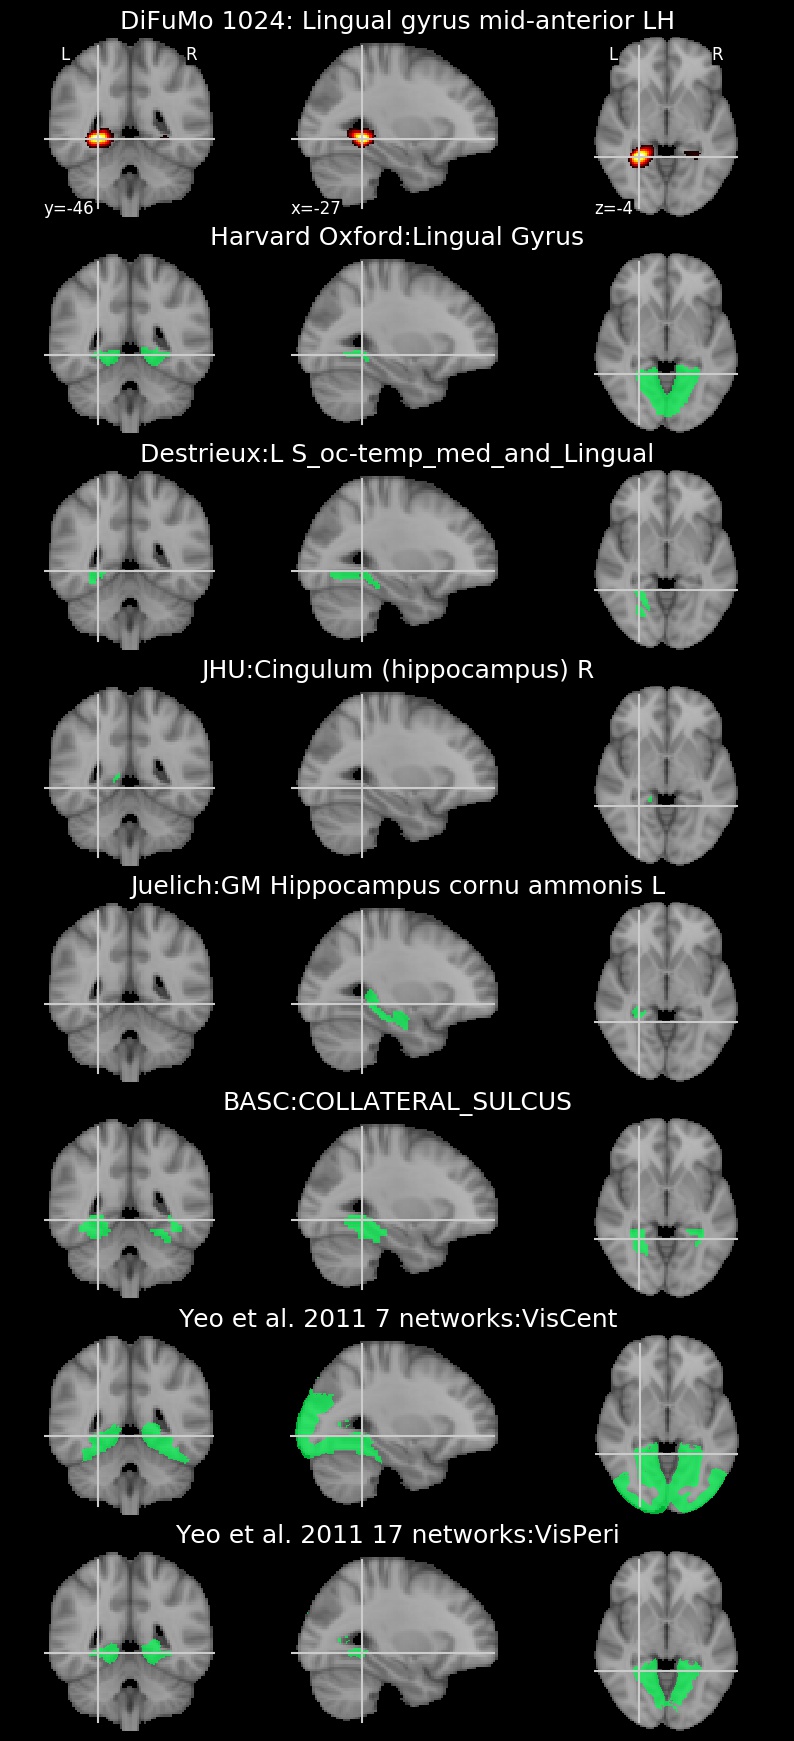 DiFuMo 1024: Lingual gyrus mid-anterior LH
L R L R
y=-46 x=-27 z=-4
Harvard Oxford:Lingual Gyrus
Destrieux:L S_oc-temp_med_and_Lingual
JHU:Cingulum (hippocampus) R
Juelich:GM Hippocampus cornu ammonis L
BASC:COLLATERAL_SULCUS
Yeo et al. 2011 7 networks:VisCent
Yeo et al. 2011 17 networks:VisPeri